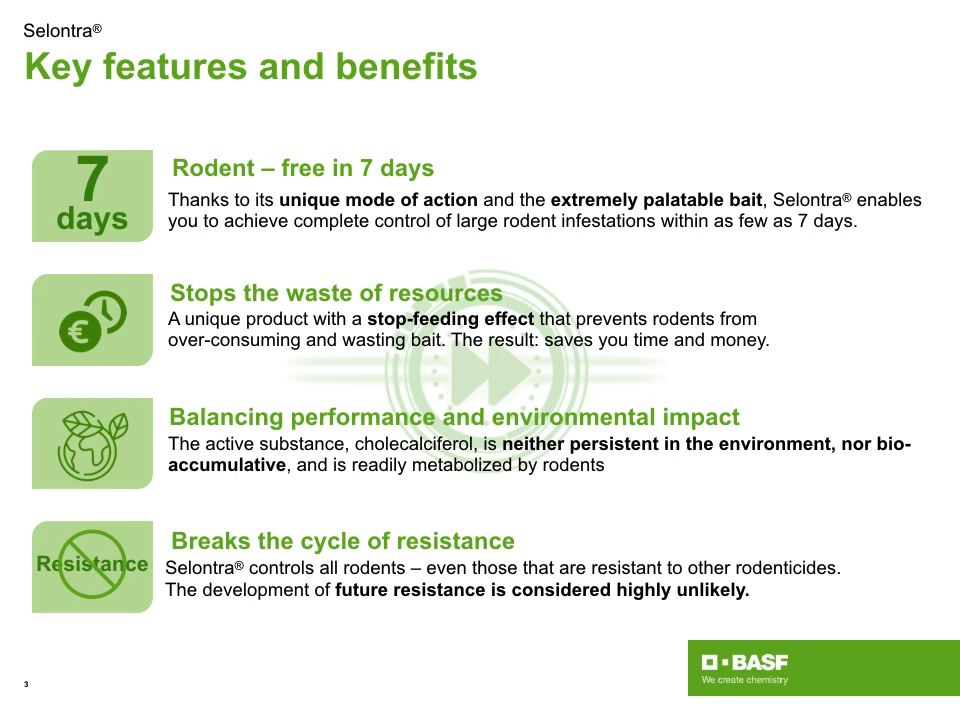 Selontra®
Key features and benefits
7
days
Rodent – free in 7 days
Thanks to its unique mode of action and the extremely palatable bait, Selontra® enables
you to achieve complete control of large rodent infestations within as few as 7 days.
€
Stops the waste of resources
A unique product with a stop-feeding effect that prevents rodents from
over-consuming and wasting bait. The result: saves you time and money.
Balancing performance and environmental impact
The active substance, cholecalciferol, is neither persistent in the environment, nor bio-
accumulative, and is readily metabolized by rodents
Resistance
Breaks the cycle of resistance
Selontra® controls all rodents – even those that are resistant to other rodenticides.
The development of future resistance is considered highly unlikely.
BASF
We create chemistry
3